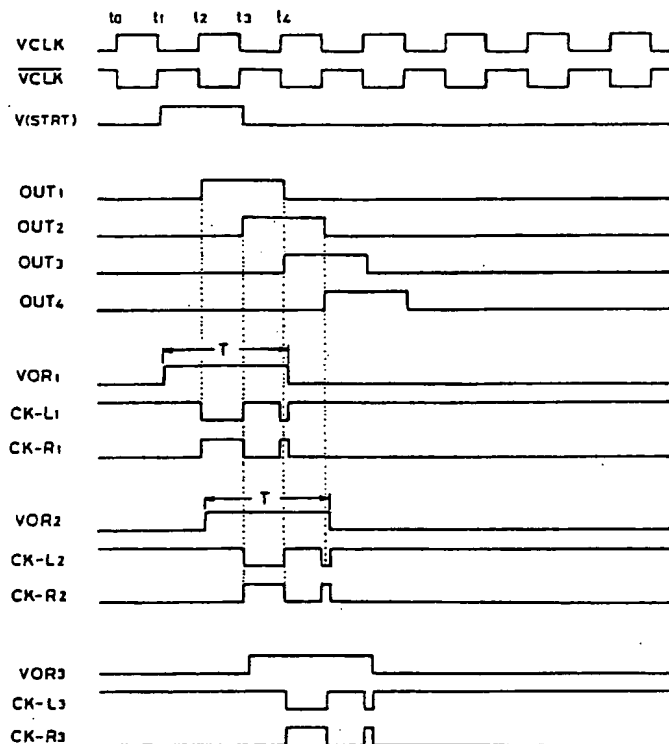 t0 t1 t2 t3 t4
VCLK
VCLK
V(STRT)
OUT1
OUT2
OUT3
OUT4
T
VOR1
CK-L1
CK-R1
T
VOR2
CK-L2
CK-R2
VOR3
CK-L3
CK-R3